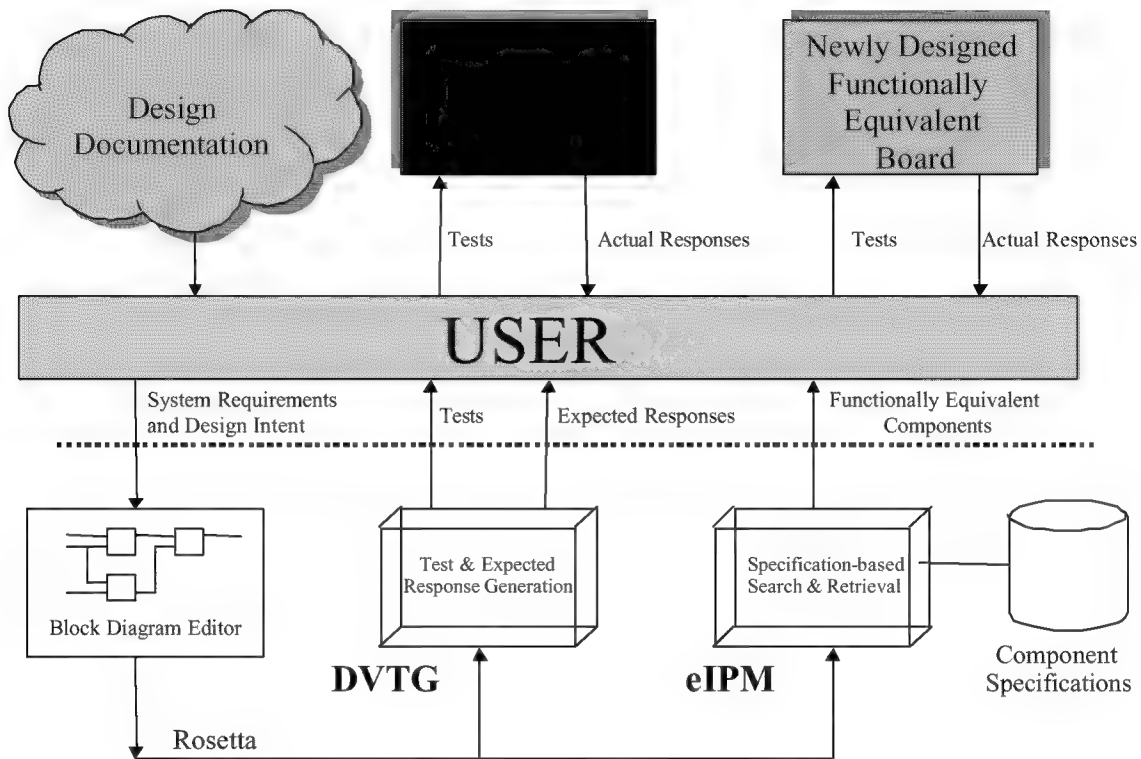 Design
Documentation
Newly Designed
Functionally
Equivalent
Board
Tests
Actual Responses
Tests
Actual Responses
USER
System Requirements
and Design Intent
Tests
Expected Responses
Functionally Equivalent
Components
Block Diagram Editor
Test & Expected
Response Generation
Specification-based
Search & Retrieval
DVTG
eIPM
Component
Specifications
Rosetta